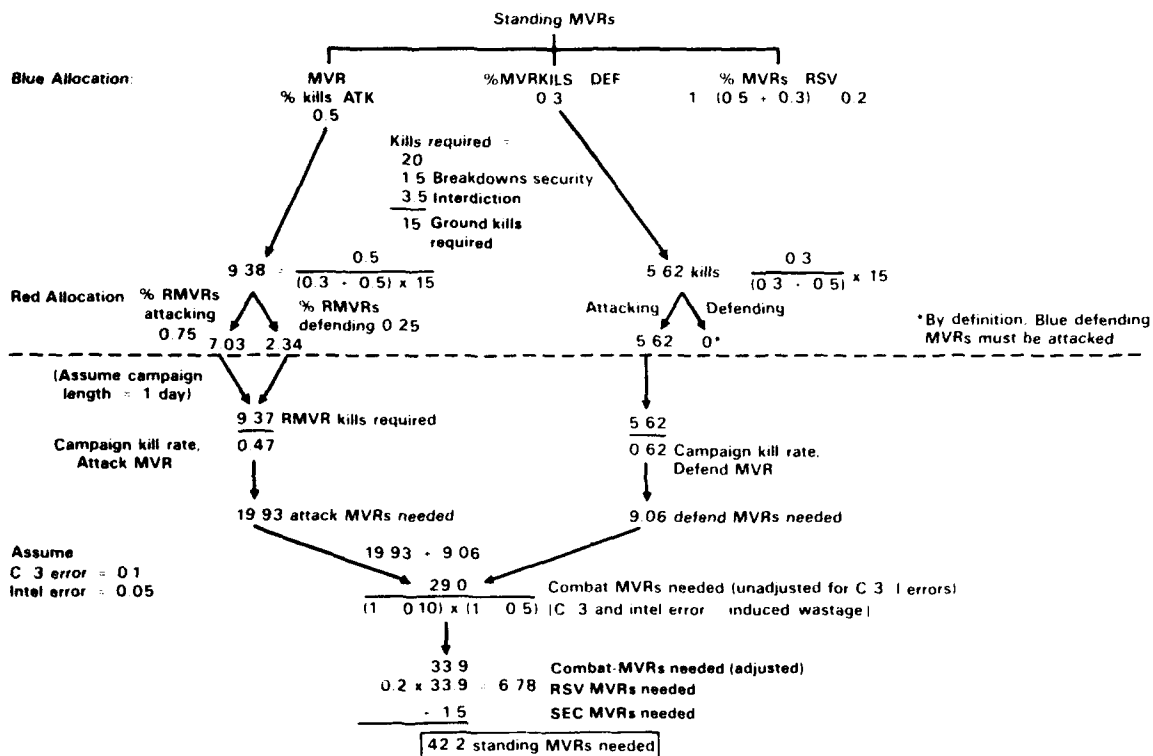 Standing MVRs
Blue Allocation:
MVR
% kills ATK
0.5
%MVRKILS DEF
0.3
% MVRs RSV
1 (0.5 + 0.3) 0.2
Kills required =
20
1.5 Breakdowns security
3.5 Interdiction
15 Ground kills
required
9.38 = 0.5
(0.3 + 0.5) x 15
5.62 kills 0.3
(0.3 + 0.5) x 15
Red Allocation
% RMVRs
attacking
0.75
% RMVRs
defending 0.25
7.03 2.34
Attacking Defending
5.62 0*
*By definition, Blue defending
MVRs must be attacked
(Assume campaign
length = 1 day)
9.37 RMVR kills required
0.47
Campaign kill rate,
Attack MVR
5.62
0.62 Campaign kill rate,
Defend MVR
19.93 attack MVRs needed
9.06 defend MVRs needed
Assume
C 3 error = 0.1
Intel error = 0.05
19.93 + 9.06
29.0 Combat MVRs needed (unadjusted for C 3 I errors)
(1 0.10) x (1 0.5) [C 3 and intel error induced wastage]
33.9 Combat-MVRs needed (adjusted)
0.2 x 33.9 = 6.78 RSV MVRs needed
- 1.5 SEC MVRs needed
42.2 standing MVRs needed